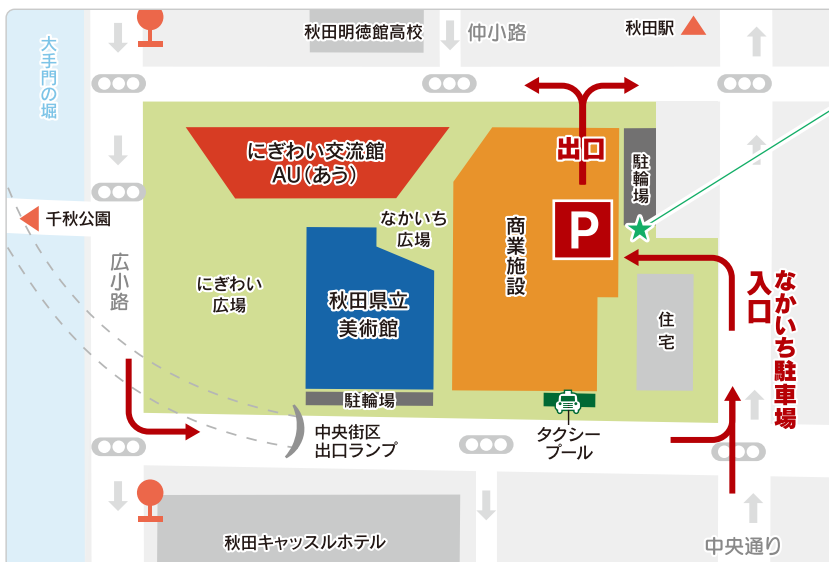 秋田明徳館高校
仲小路
秋田駅
大手門の堀
出口
にぎわい交流館
AU（あう）
駐輪場
千秋公園
なかいち
広場
商業施設
P
広小路
にぎわい
広場
秋田県立
美術館
住宅
なかいち駐車場
入口
駐輪場
中央街区
出口ランプ
タクシー
プール
秋田キャッスルホテル
中央通り